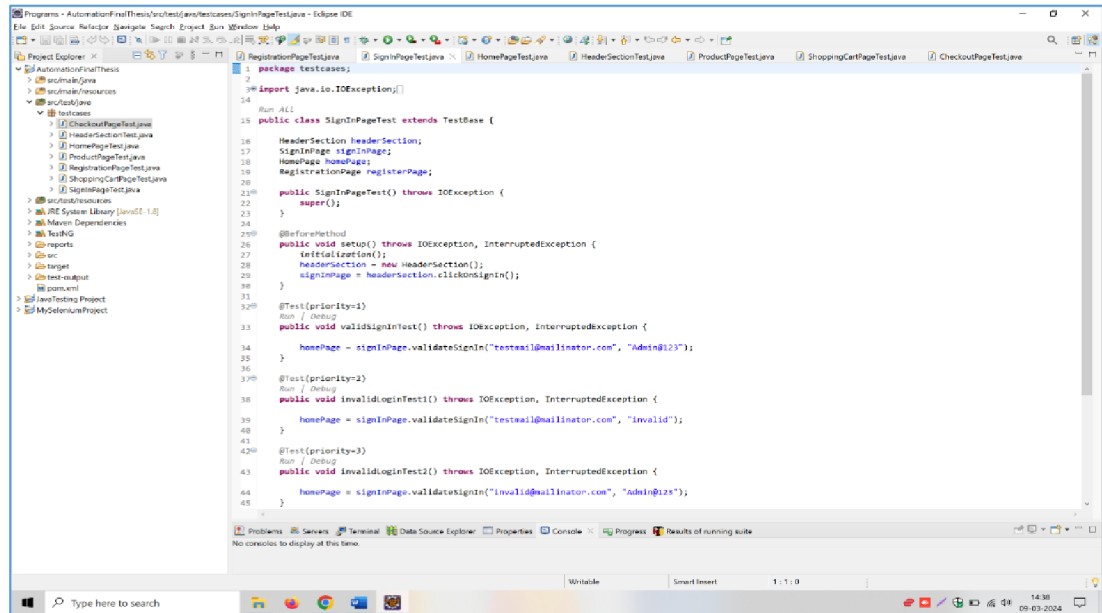 Programs - AutomationFinalThesis/src/test/java/testcases/SignInPageTest.java - Eclipse IDE
File Edit Source Refactor Navigate Search Project Run Window Help
Project Explorer
AutomationFinalThesis
src/main/java
src/main/resources
src/test/java
testcases
CheckoutPageTest.java
HeaderSectionTest.java
HomePageTest.java
ProductPageTest.java
RegistrationPageTest.java
ShoppingCartPageTest.java
SignInPageTest.java
src/test/resources
JRE System Library [JavaSE-1.8]
Maven Dependencies
TestNG
reports
src
target
test-output
pom.xml
JavaTesting Project
MySeleniumProject
RegistrationPageTest.java SignInPageTest.java HomePageTest.java HeaderSectionTest.java ProductPageTest.java ShoppingCartPageTest.java CheckoutPageTest.java
1 package testcases;
2
3 import java.io.IOException;
14
Run All
15 public class SignInPageTest extends TestBase {
16 HeaderSection headerSection;
17 SignInPage signInPage;
18 HomePage homePage;
19 RegistrationPage registerPage;
20
21 public SignInPageTest() throws IOException {
22 super();
23 }
24
25 @BeforeMethod
26 public void setup() throws IOException, InterruptedException {
27 initialization();
28 headerSection = new HeaderSection();
29 signInPage = headerSection.clickOnSignIn();
30 }
31
32 @Test(priority=1)
Run | Debug
33 public void validSignInTest() throws IOException, InterruptedException {
34 homePage = signInPage.validateSignIn("testmail@mailinator.com", "Admin@123");
35 }
36
37 @Test(priority=2)
Run | Debug
38 public void invalidLoginTest1() throws IOException, InterruptedException {
39 homePage = signInPage.validateSignIn("testmail@mailinator.com", "invalid");
40 }
41
42 @Test(priority=3)
Run | Debug
43 public void invalidLoginTest2() throws IOException, InterruptedException {
44 homePage = signInPage.validateSignIn("invalid@mailinator.com", "Admin@123");
45 }
Problems Servers Terminal Data Source Explorer Properties Console Progress Results of running suite
No consoles to display at this time.
Writable Smart Insert 1 : 1 : 0
Type here to search
14:38
09-03-2024